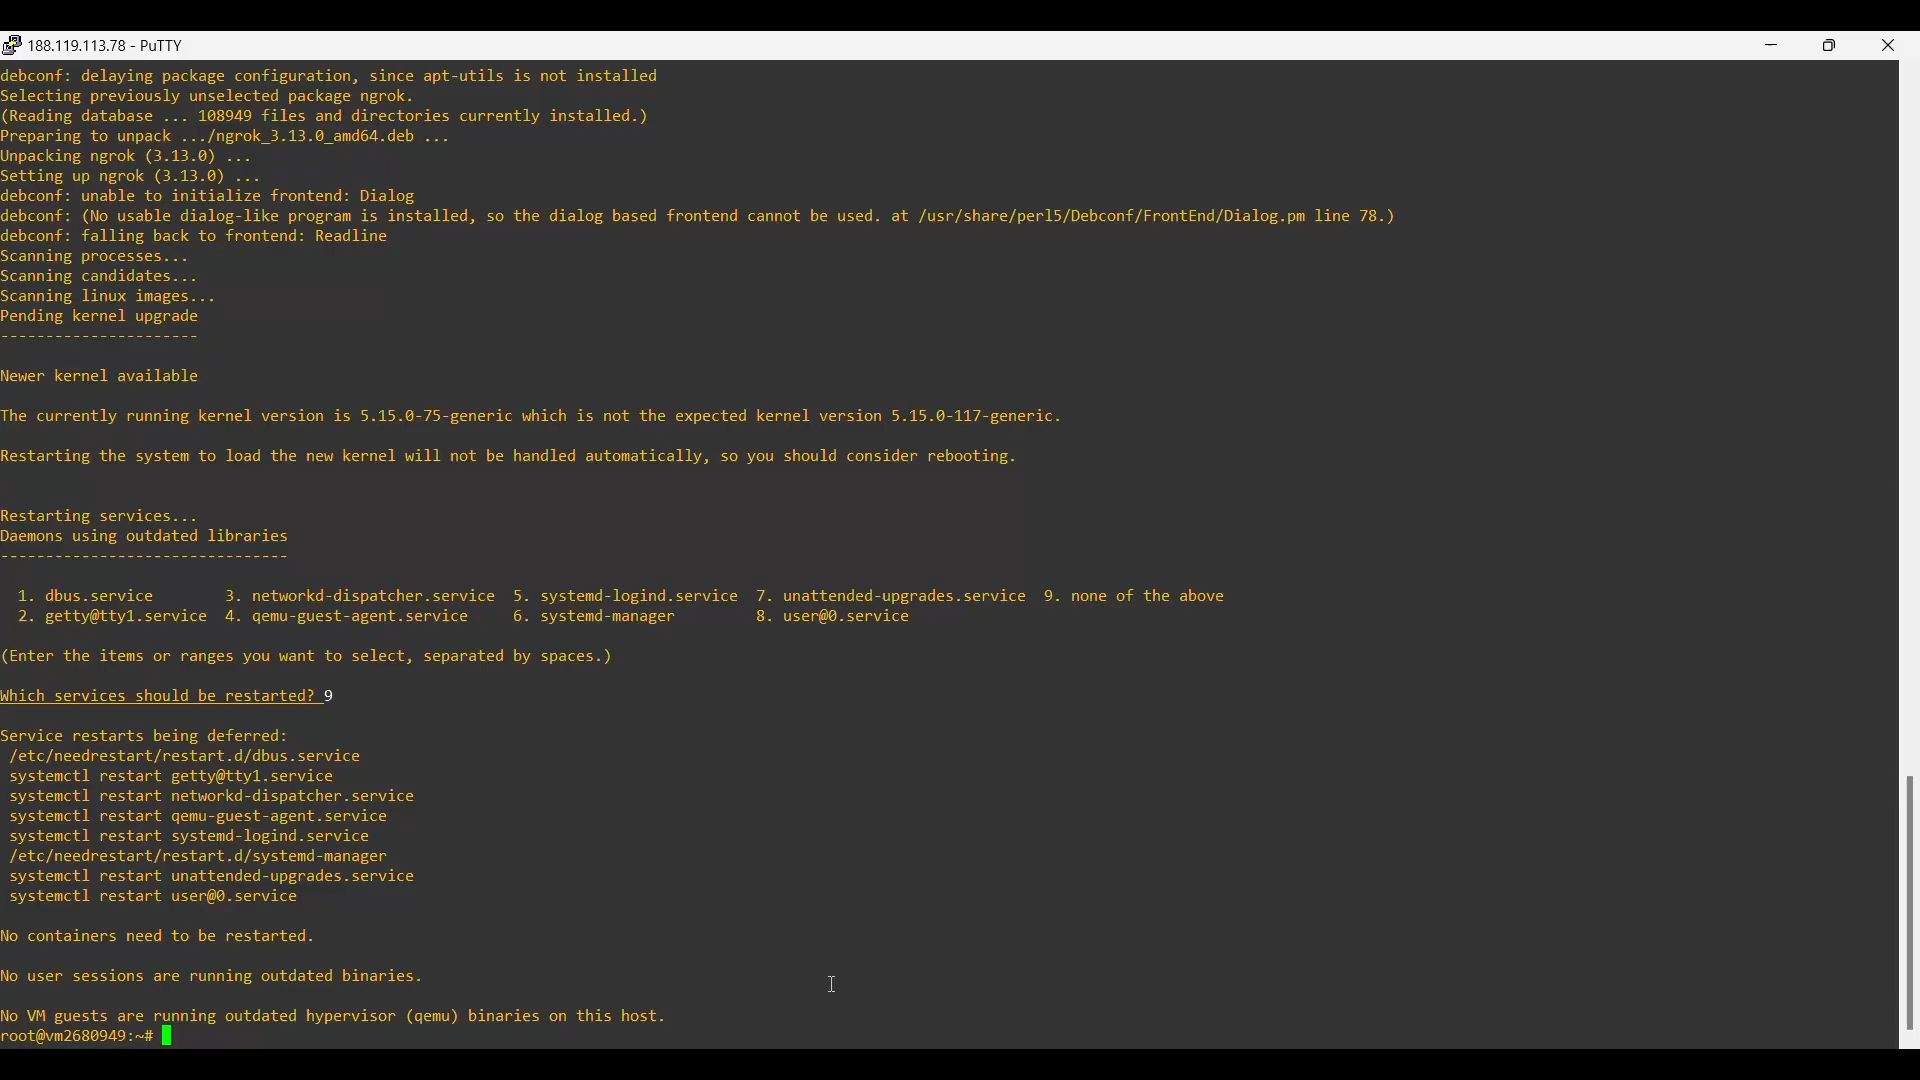 188.119.113.78 - PuTTY
debconf: delaying package configuration, since apt-utils is not installed
Selecting previously unselected package ngrok.
(Reading database ... 108949 files and directories currently installed.)
Preparing to unpack .../ngrok_3.13.0_amd64.deb ...
Unpacking ngrok (3.13.0) ...
Setting up ngrok (3.13.0) ...
debconf: unable to initialize frontend: Dialog
debconf: (No usable dialog-like program is installed, so the dialog based frontend cannot be used. at /usr/share/perl5/Debconf/FrontEnd/Dialog.pm line 78.)
debconf: falling back to frontend: Readline
Scanning processes...
Scanning candidates...
Scanning linux images...
Pending kernel upgrade
----------------------
Newer kernel available
The currently running kernel version is 5.15.0-75-generic which is not the expected kernel version 5.15.0-117-generic.
Restarting the system to load the new kernel will not be handled automatically, so you should consider rebooting.
Restarting services...
Daemons using outdated libraries
--------------------------------
1. dbus.service        3. networkd-dispatcher.service  5. systemd-logind.service  7. unattended-upgrades.service  9. none of the above
2. getty@tty1.service  4. qemu-guest-agent.service     6. systemd-manager         8. user@0.service
(Enter the items or ranges you want to select, separated by spaces.)
Which services should be restarted? 9
Service restarts being deferred:
/etc/needrestart/restart.d/dbus.service
systemctl restart getty@tty1.service
systemctl restart networkd-dispatcher.service
systemctl restart qemu-guest-agent.service
systemctl restart systemd-logind.service
/etc/needrestart/restart.d/systemd-manager
systemctl restart unattended-upgrades.service
systemctl restart user@0.service
No containers need to be restarted.
No user sessions are running outdated binaries.
No VM guests are running outdated hypervisor (qemu) binaries on this host.
root@vm2680949:~#